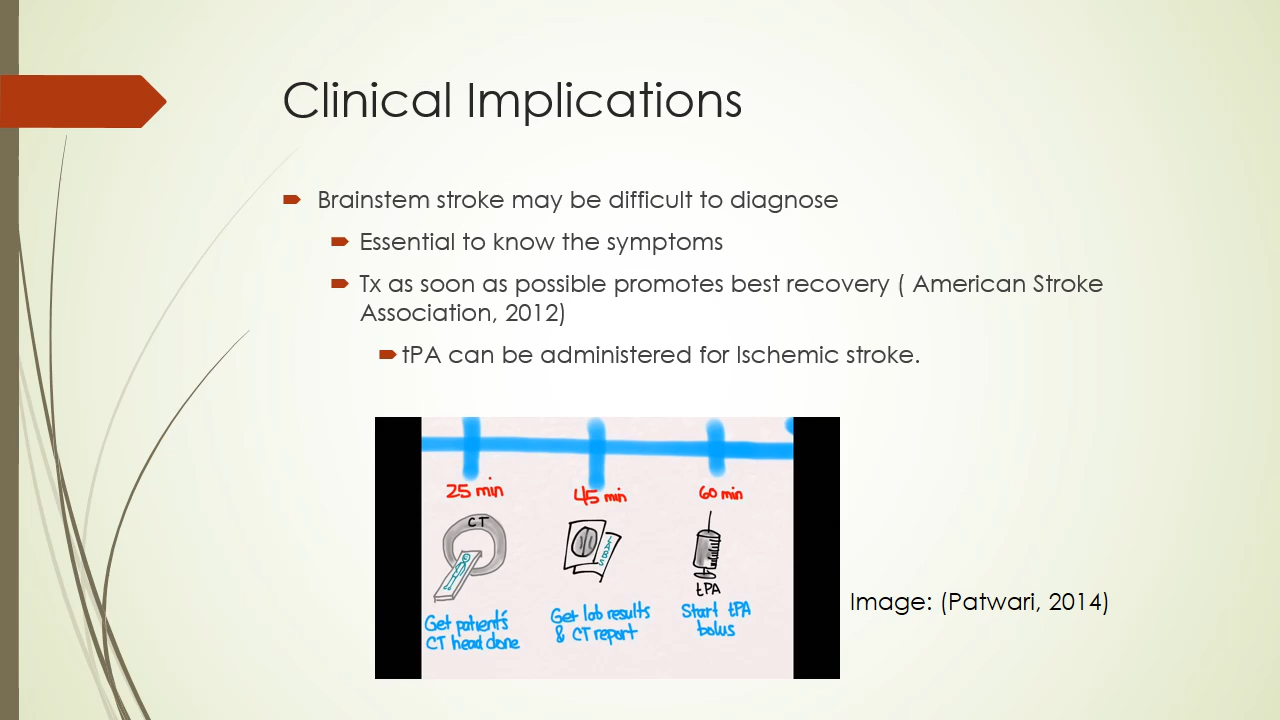 Clinical Implications
Brainstem stroke may be difficult to diagnose
Essential to know the symptoms
Tx as soon as possible promotes best recovery ( American Stroke
Association, 2012)
tPA can be administered for Ischemic stroke.
25 min
45 min
60 min
CT
LABS
tPA
Get patient's
CT head done
Get lab results
& CT report
Start tPA
bolus
Image: (Patwari, 2014)